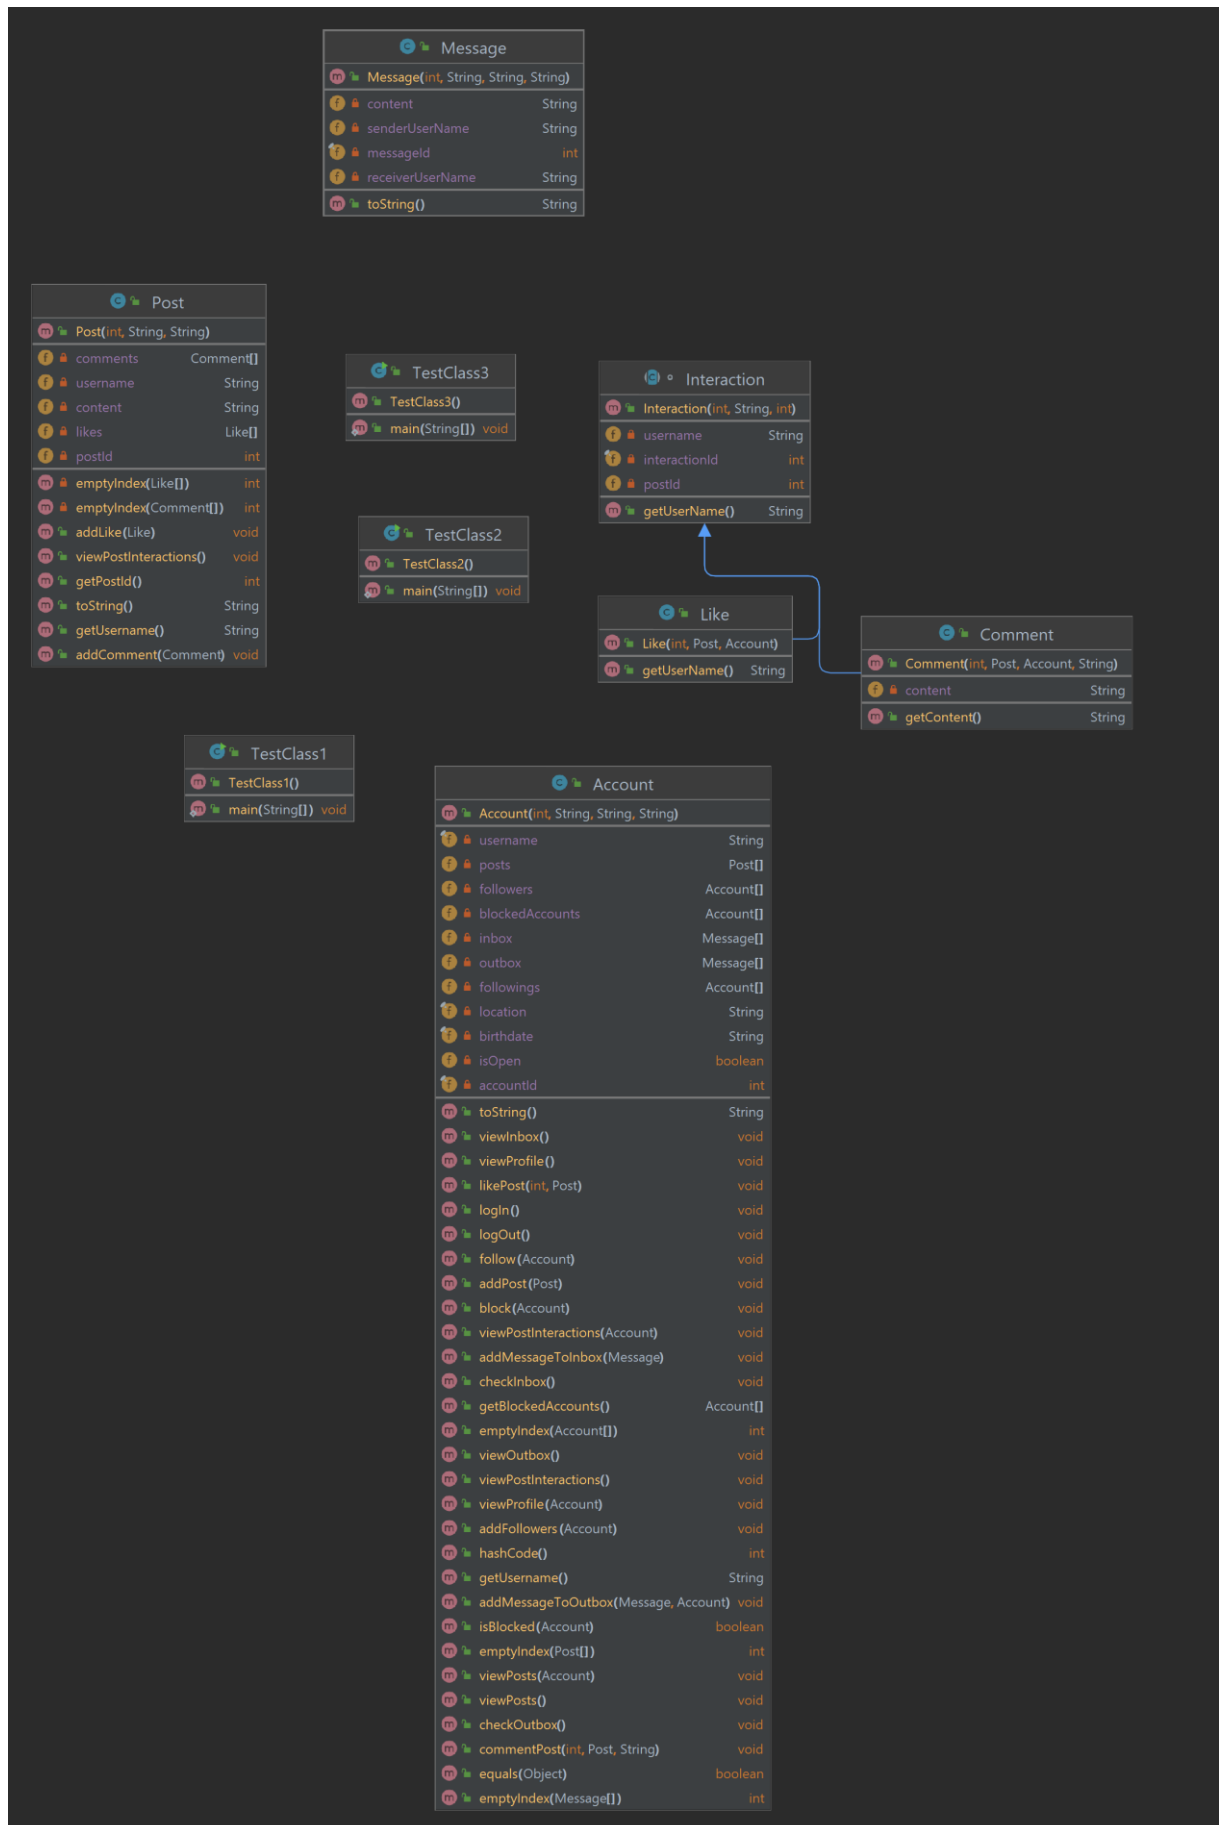 Message
Message(int, String, String, String)
content String
senderUserName String
messageId int
receiverUserName String
toString() String
Post
Post(int, String, String)
comments Comment[]
username String
content String
likes Like[]
postId int
emptyIndex(Like[]) int
emptyIndex(Comment[]) int
addLike(Like) void
viewPostInteractions() void
getPostId() int
toString() String
getUsername() String
addComment(Comment) void
TestClass3
TestClass3()
main(String[]) void
Interaction
Interaction(int, String, int)
username String
interactionId int
postId int
getUserName() String
TestClass2
TestClass2()
main(String[]) void
Like
Like(int, Post, Account)
getUserName() String
Comment
Comment(int, Post, Account, String)
content String
getContent() String
TestClass1
TestClass1()
main(String[]) void
Account
Account(int, String, String, String)
username String
posts Post[]
followers Account[]
blockedAccounts Account[]
inbox Message[]
outbox Message[]
followings Account[]
location String
birthdate String
isOpen boolean
accountId int
toString() String
viewInbox() void
viewProfile() void
likePost(int, Post) void
logIn() void
logOut() void
follow(Account) void
addPost(Post) void
block(Account) void
viewPostInteractions(Account) void
addMessageToInbox(Message) void
checkInbox() void
getBlockedAccounts() Account[]
emptyIndex(Account[]) int
viewOutbox() void
viewPostInteractions() void
viewProfile(Account) void
addFollowers(Account) void
hashCode() int
getUsername() String
addMessageToOutbox(Message, Account) void
isBlocked(Account) boolean
emptyIndex(Post[]) int
viewPosts(Account) void
viewPosts() void
checkOutbox() void
commentPost(int, Post, String) void
equals(Object) boolean
emptyIndex(Message[]) int